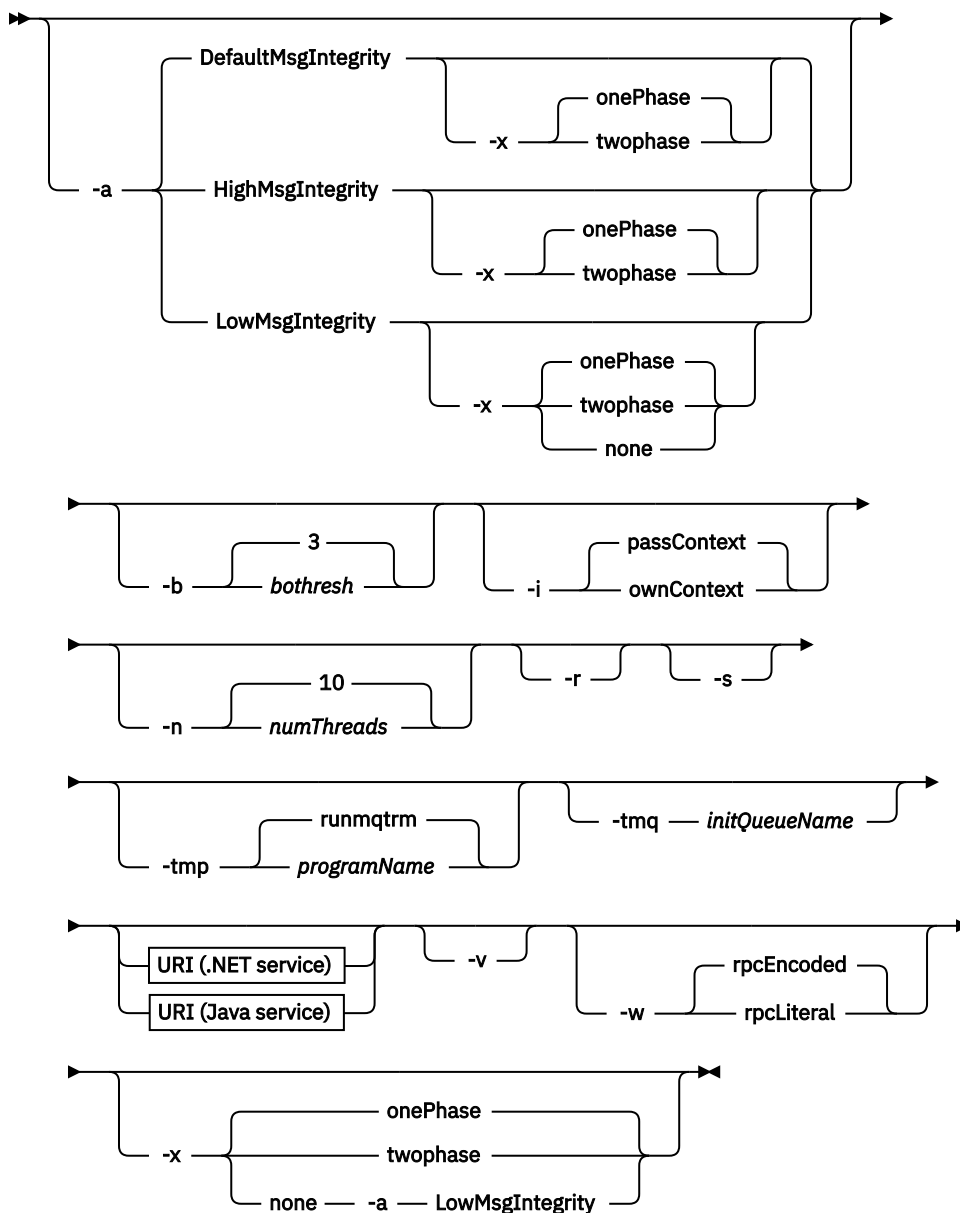 DefaultMsgIntegrity
onePhase
-x twophase
-a HighMsgIntegrity
onePhase
-x twophase
LowMsgIntegrity
onePhase
-x twophase
none
3 passContext
-b bothresh -i ownContext
10 -r -s
-n numThreads
runmqtrm -tmq initQueueName
-tmp programName
URI (.NET service) -v rpcEncoded
URI (Java service) -w rpcLiteral
onePhase
-x twophase
none -a LowMsgIntegrity